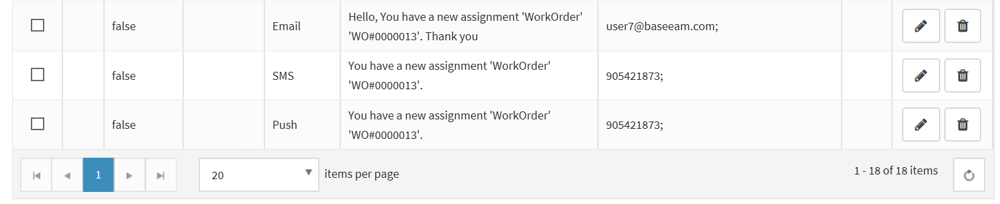 false Email Hello, You have a new assignment 'WorkOrder' user7@baseeam.com;
'WO#0000013'. Thank you
false SMS You have a new assignment 'WorkOrder' 905421873;
'WO#0000013'.
false Push You have a new assignment 'WorkOrder' 905421873;
'WO#0000013'.
1 20 items per page 1 - 18 of 18 items